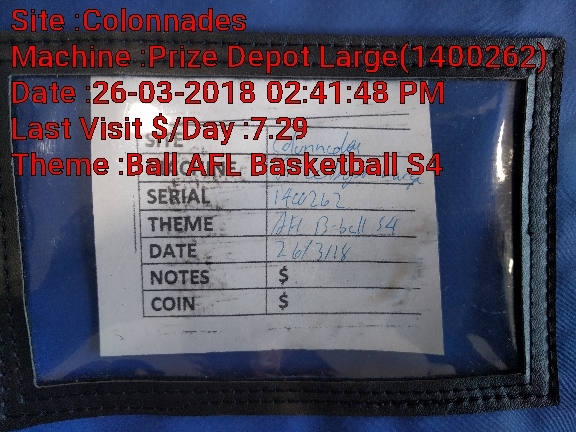 Site :Colonnades
Machine :Prize Depot Large(1400262)
Date :26-03-2018 02:41:48 PM
Last Visit $/Day :7.29
Theme :Ball AFL Basketball S4
SITE Colonnades
SERIAL 1400262
THEME AFL B-ball S4
DATE 26/3/18
NOTES $
COIN $